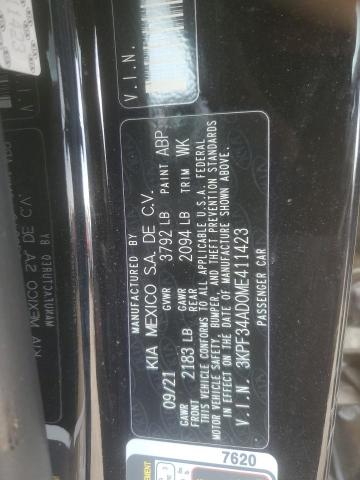 MANUFACTURED BY
KIA MEXICO S.A. DE C.V.
09/21 GVWR 3792 LB PAINT ABP
GAWR FRONT 2183 LB GAWR REAR 2094 LB TRIM WK
THIS VEHICLE CONFORMS TO ALL APPLICABLE U.S.A. FEDERAL
MOTOR VEHICLE SAFETY, BUMPER, AND THEFT PREVENTION STANDARDS
IN EFFECT ON THE DATE OF MANUFACTURE SHOWN ABOVE.
V.I.N. 3KPF34AD0ME411423
PASSENGER CAR
V.I.N.
7620